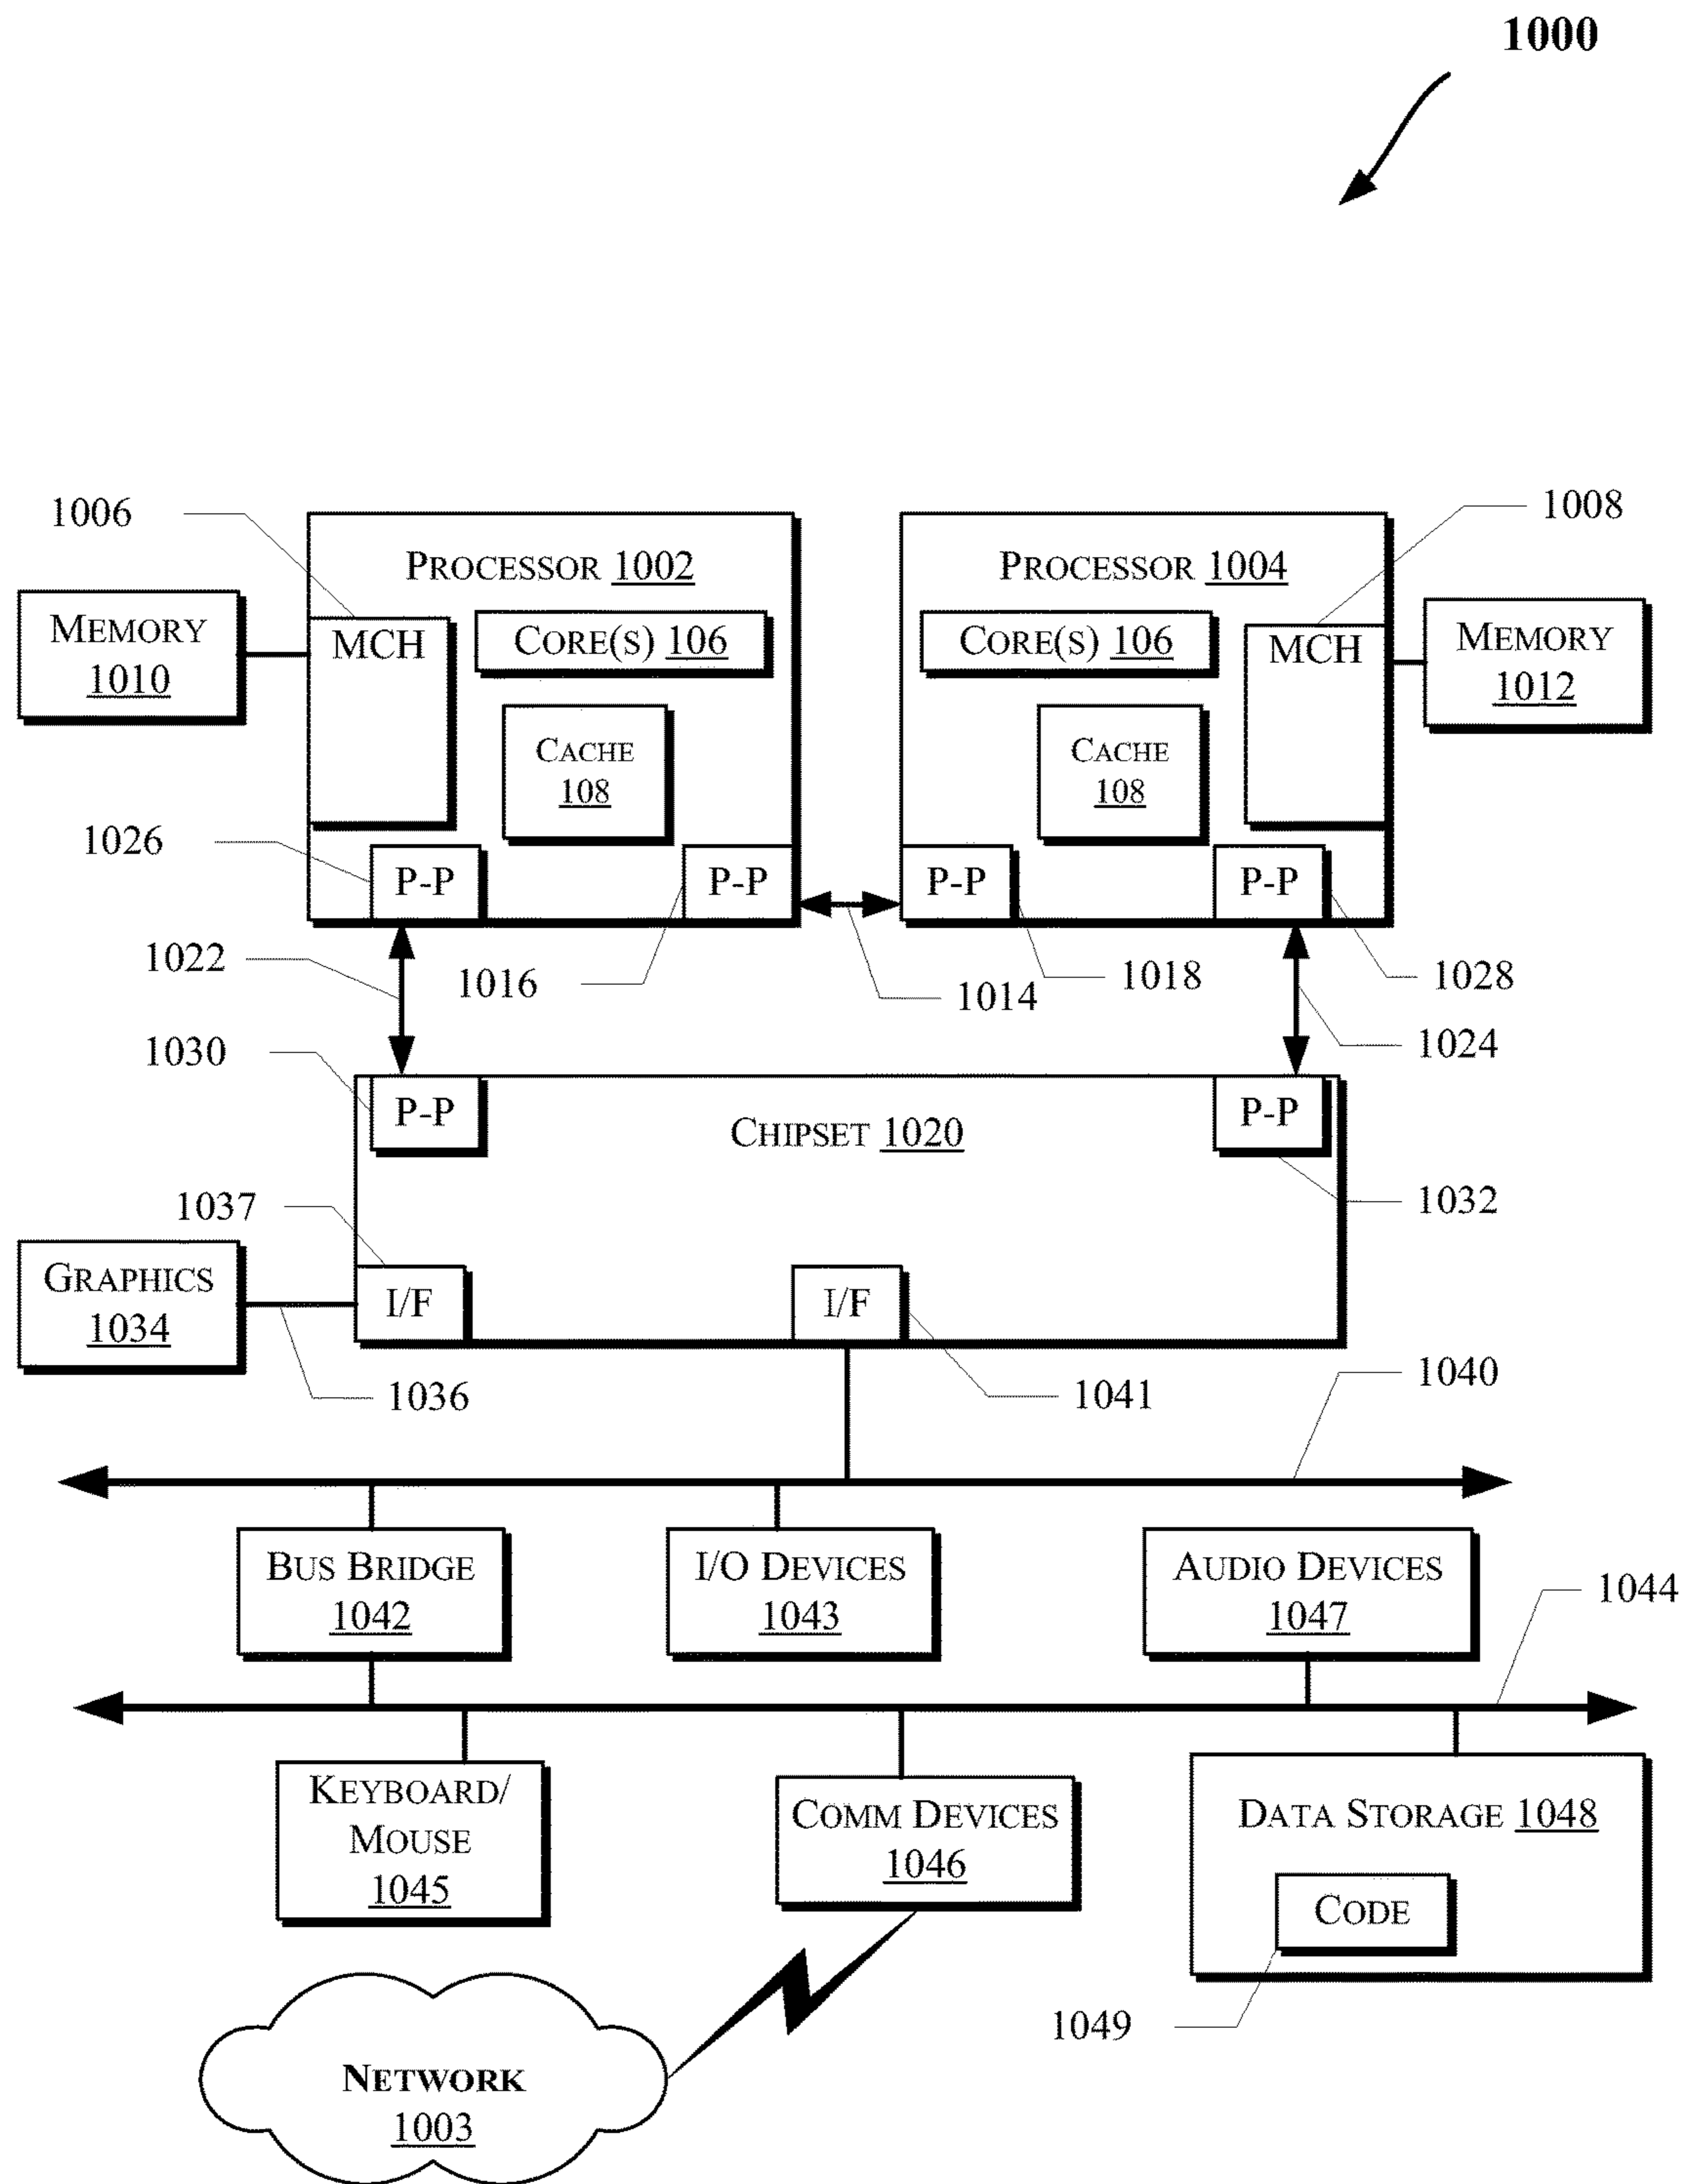 1000
1006
1008
PROCESSOR 1002
PROCESSOR 1004
MEMORY
1010
MCH
CORE(S) 106
CORE(S) 106
MCH
MEMORY
1012
CACHE
108
CACHE
108
1026
P-P
P-P
P-P
P-P
1022
1016
1014
1018
1028
1030
1024
P-P
CHIPSET 1020
P-P
1037
1032
GRAPHICS
1034
I/F
I/F
1036
1041
1040
BUS BRIDGE
1042
I/O DEVICES
1043
AUDIO DEVICES
1047
1044
KEYBOARD/
MOUSE
1045
COMM DEVICES
1046
DATA STORAGE 1048
CODE
1049
NETWORK
1003